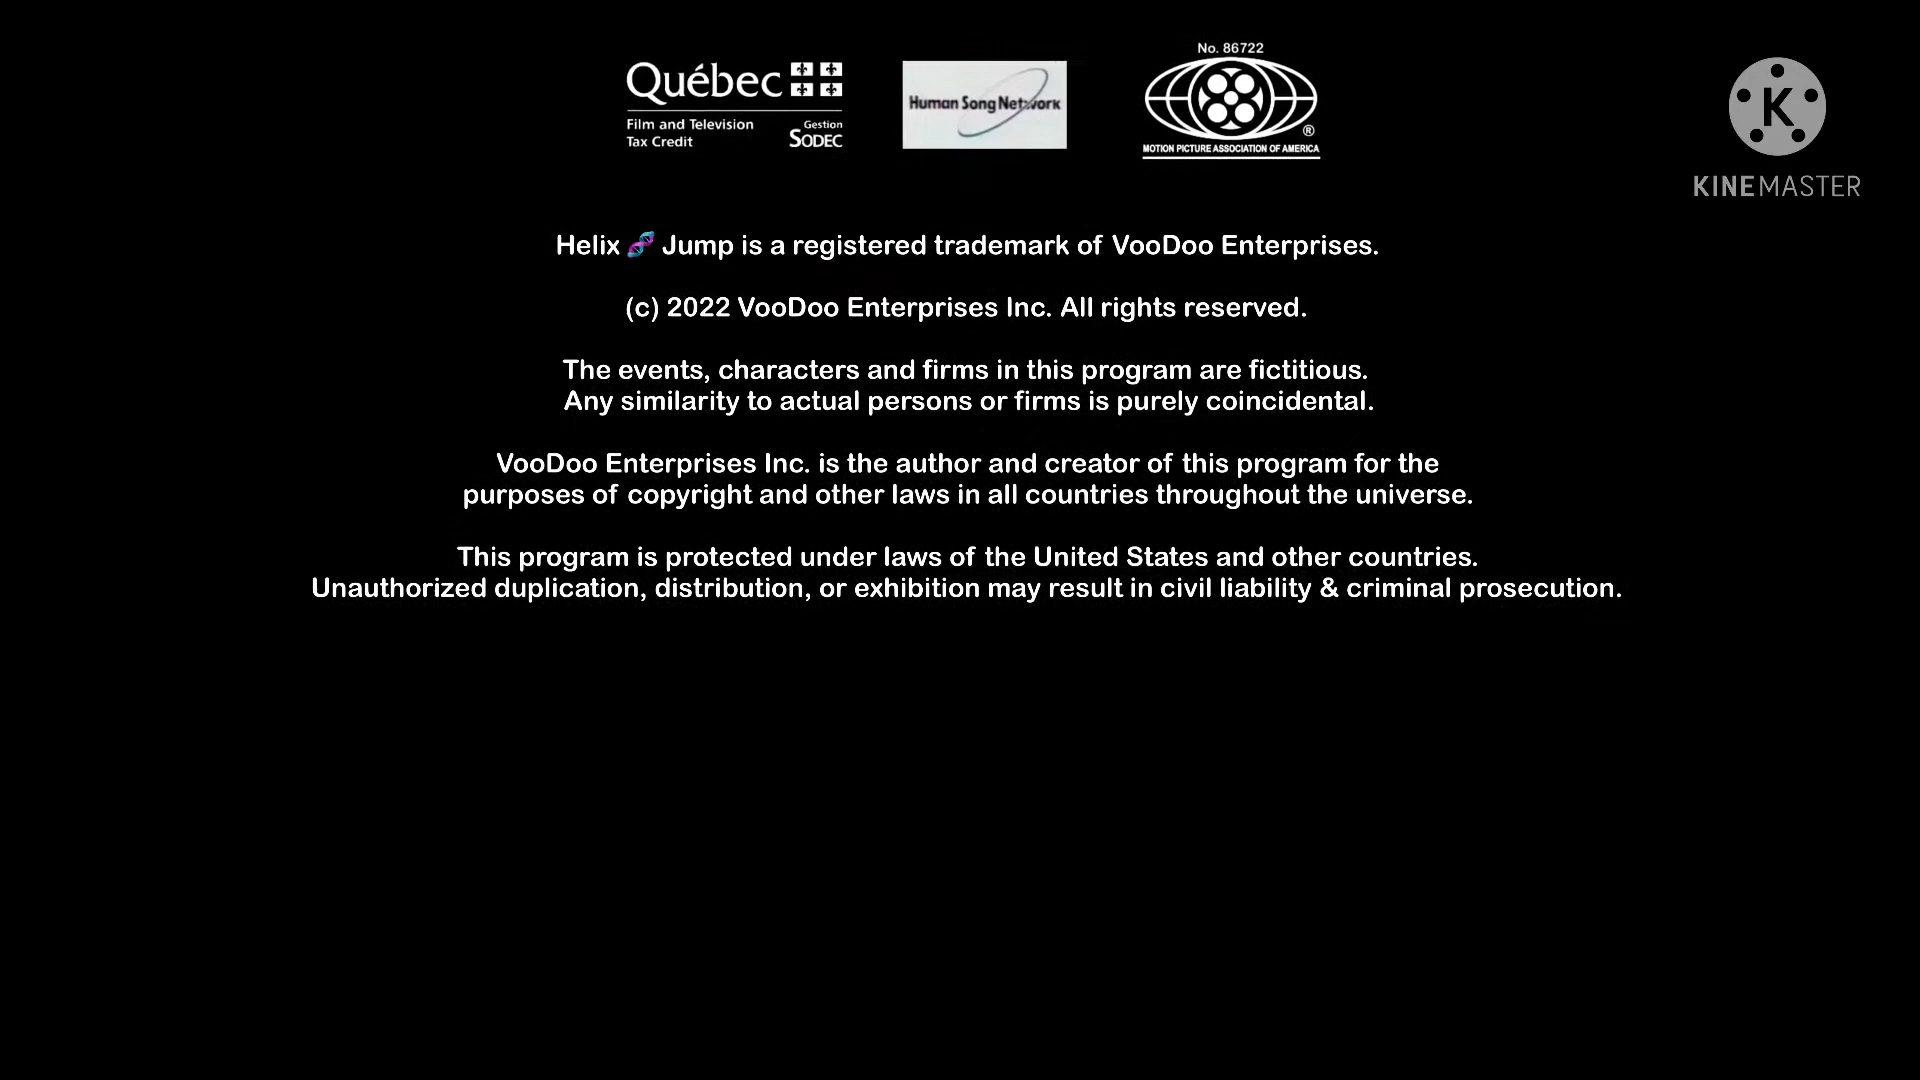 Québec
Film and Television
Tax Credit
Gestion
SODEC
Human Song Network
No. 86722
®
MOTION PICTURE ASSOCIATION OF AMERICA
K
KINEMASTER
Helix 🧬 Jump is a registered trademark of VooDoo Enterprises.
(c) 2022 VooDoo Enterprises Inc. All rights reserved.
The events, characters and firms in this program are fictitious.
Any similarity to actual persons or firms is purely coincidental.
VooDoo Enterprises Inc. is the author and creator of this program for the
purposes of copyright and other laws in all countries throughout the universe.
This program is protected under laws of the United States and other countries.
Unauthorized duplication, distribution, or exhibition may result in civil liability & criminal prosecution.